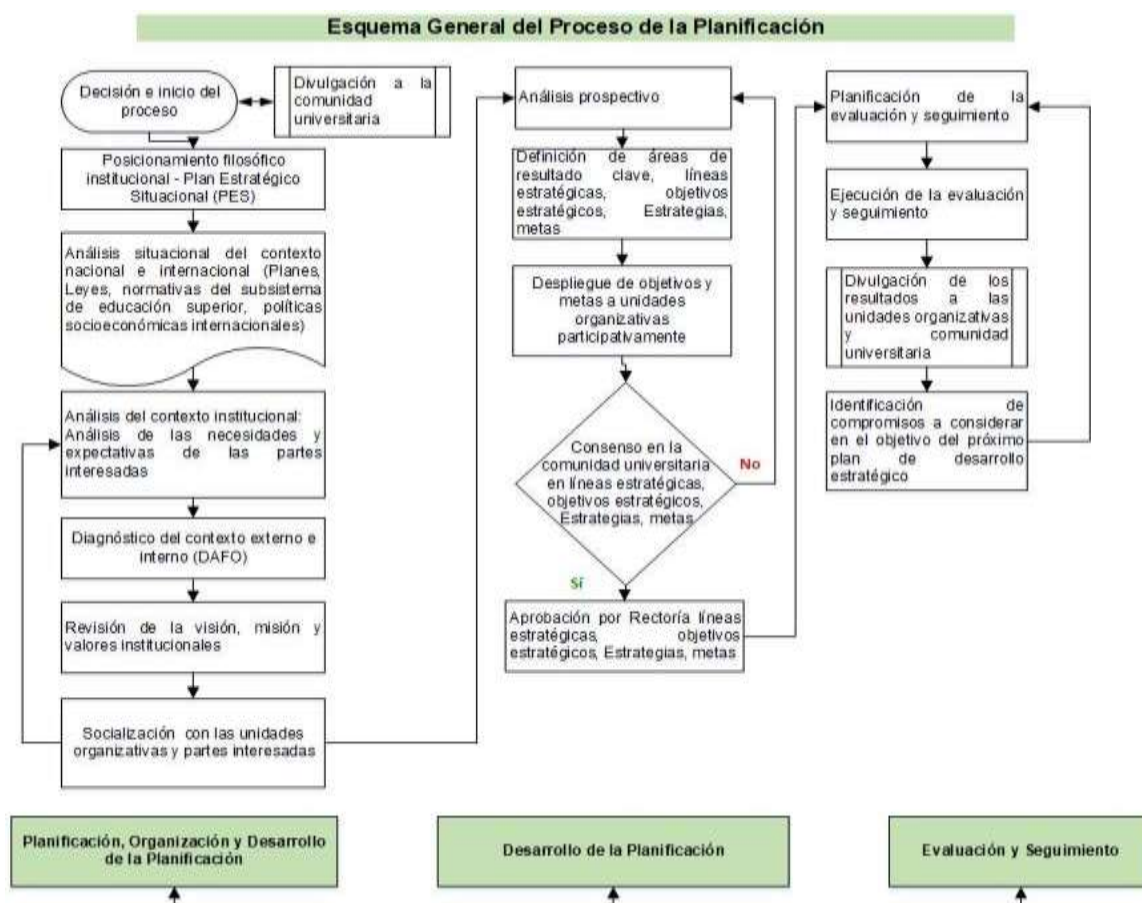 Esquema General del Proceso de la Planificación
Decisión e inicio del
proceso
Divulgación a la
comunidad
universitaria
Posicionamiento filosófico
institucional - Plan Estratégico
Situacional (PES)
Análisis situacional del contexto
nacional e internacional (Planes,
Leyes, normativas del subsistema
de educación superior, políticas
socioeconómicas internacionales)
Análisis del contexto institucional:
Análisis de las necesidades y
expectativas de las partes
interesadas
Diagnóstico del contexto externo e
interno (DAFO)
Revisión de la visión, misión y
valores institucionales
Socialización con las unidades
organizativas y partes interesadas
Análisis prospectivo
Definición de áreas de
resultado clave, líneas
estratégicas, objetivos
estratégicos, Estrategias,
metas
Despliegue de objetivos y
metas a unidades
organizativas
participativamente
Consenso en la
comunidad universitaria
en líneas estratégicas,
objetivos estratégicos,
Estrategias, metas
No
Sí
Aprobación por Rectoría líneas
estratégicas, objetivos
estratégicos, Estrategias, metas
Planificación de la
evaluación y seguimiento
Ejecución de la evaluación
y seguimiento
Divulgación de los
resultados a las
unidades organizativas
y comunidad
universitaria
Identificación de
compromisos a considerar
en el objetivo del próximo
plan de desarrollo
estratégico
Planificación, Organización y Desarrollo
de la Planificación
Desarrollo de la Planificación
Evaluación y Seguimiento